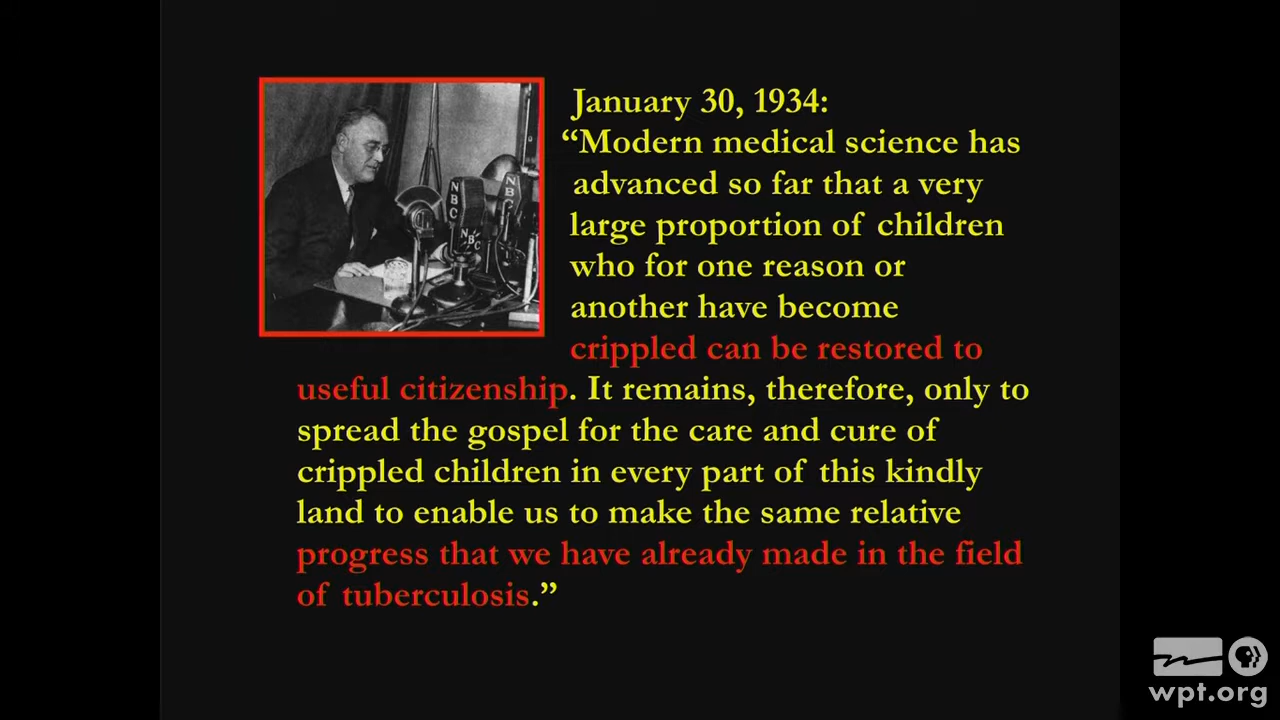 January 30, 1934:
“Modern medical science has
advanced so far that a very
large proportion of children
who for one reason or
another have become
crippled can be restored to
useful citizenship. It remains, therefore, only to
spread the gospel for the care and cure of
crippled children in every part of this kindly
land to enable us to make the same relative
progress that we have already made in the field
of tuberculosis.”
NBC
NBC
NBC
wpt.org